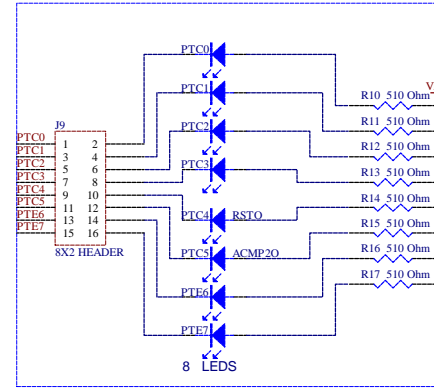 PTC0
V
R10 510 Ohm
PTC1
R11 510 Ohm
J9
PTC2
R12 510 Ohm
PTC0 1 2
PTC1 3 4
PTC2 5 6
PTC3 7 8
PTC4 9 10
PTC5 11 12
PTE6 13 14
PTE7 15 16
8X2 HEADER
PTC3
R13 510 Ohm
R14 510 Ohm
PTC4 RSTO
R15 510 Ohm
PTC5 ACMP2O
R16 510 Ohm
R17 510 Ohm
PTE6
PTE7
8 LEDS